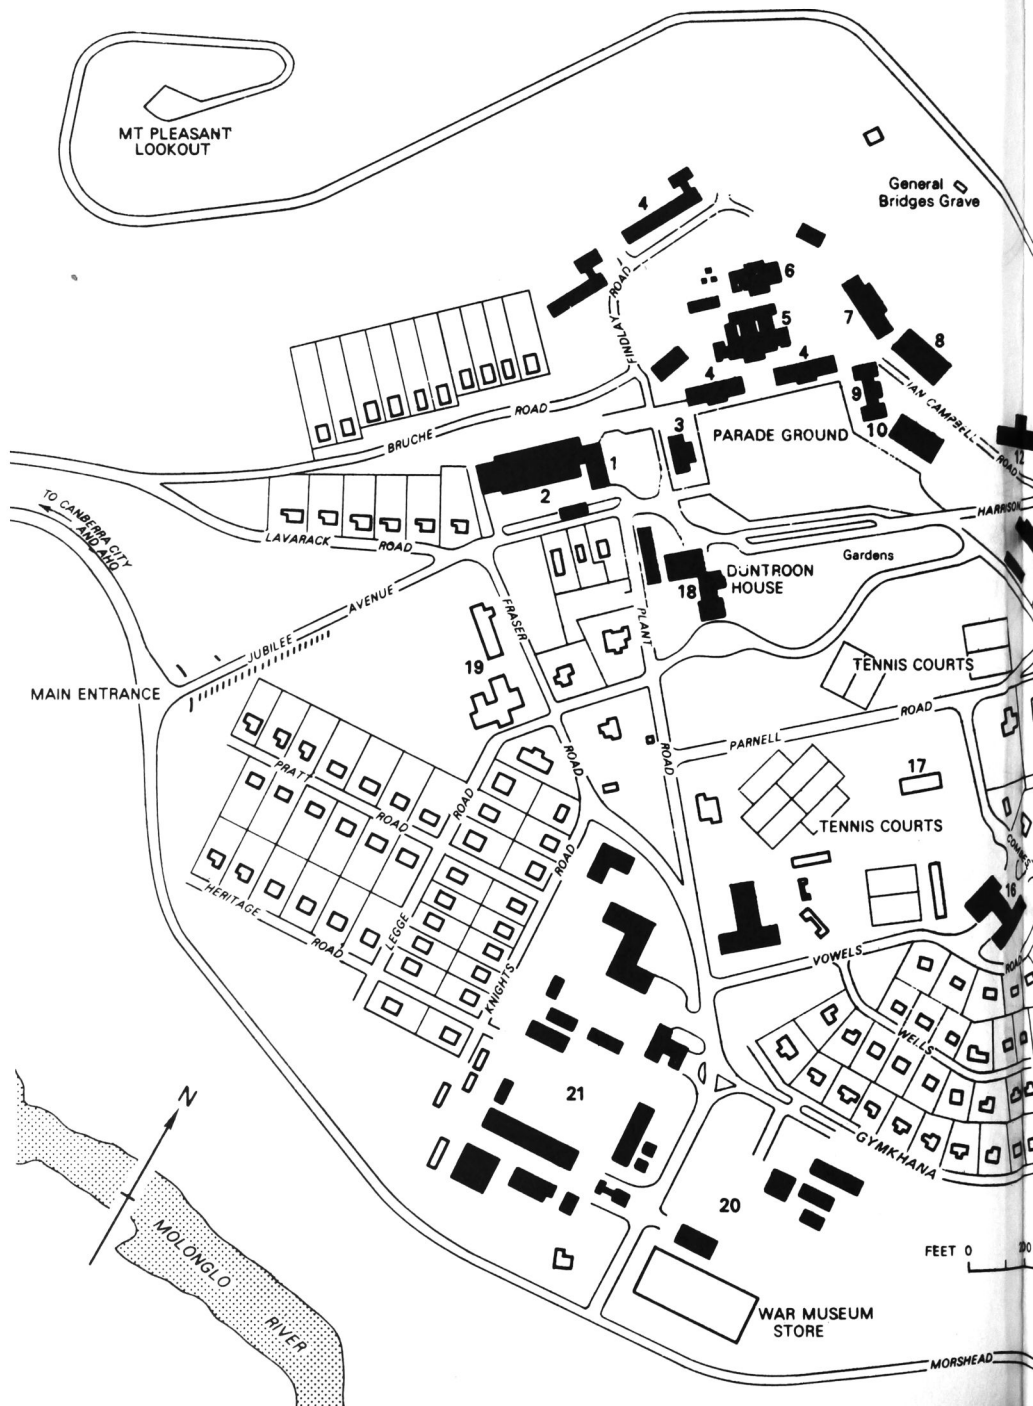 MT PLEASANT
LOOKOUT
General
Bridges Grave
4
6
5
7
8
4
4
9
10
3
FINDLAY
ROAD
IAN CAMPBELL
ROAD
PARADE GROUND
12
BRUCHE
ROAD
1
2
TO CANBERRA CITY
AND AHQ
LAVARACK
ROAD
HARRISON
Gardens
DUNTROON
HOUSE
18
JUBILEE
AVENUE
FRASER
ROAD
PLANT
ROAD
19
MAIN ENTRANCE
TENNIS COURTS
PARNELL
ROAD
17
TENNIS COURTS
PRATT
ROAD
HERITAGE
ROAD
LEGGE
ROAD
KNIGHTS
ROAD
16
VOWELS
ROAD
WELLS
GYMKHANA
21
20
N
MOLONGLO
RIVER
FEET 0
WAR MUSEUM
STORE
MORSHEAD